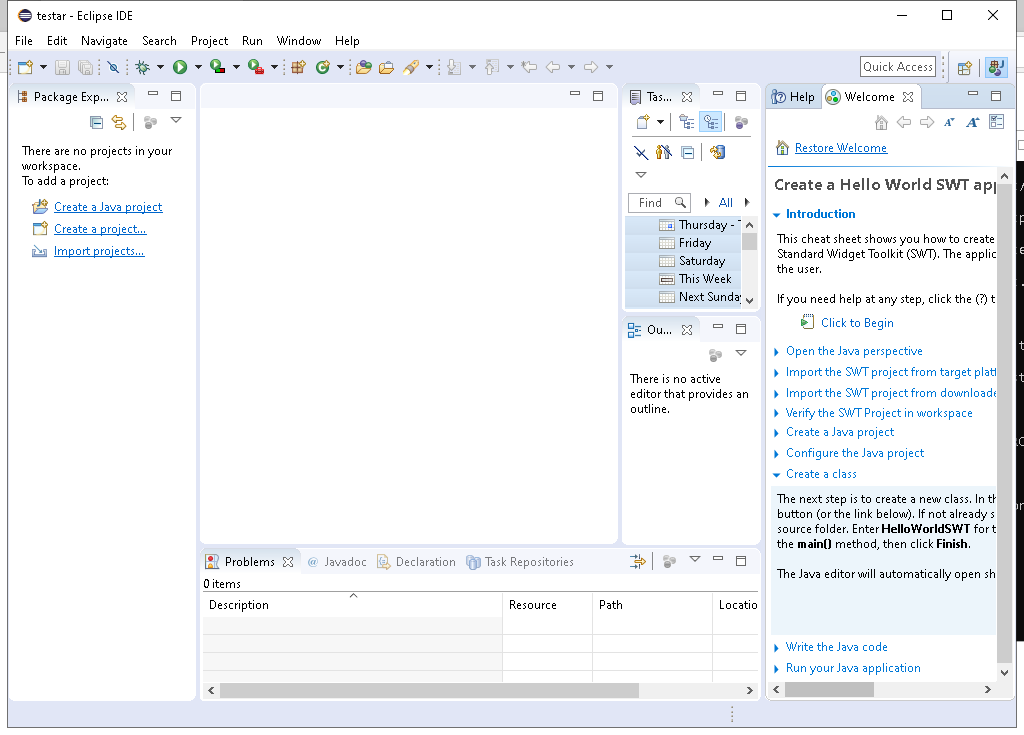 testar - Eclipse IDE
File Edit Navigate Search Project Run Window Help
Quick Access
Package Exp...
There are no projects in your
workspace.
To add a project:
Create a Java project
Create a project...
Import projects...
Tas...
Find
All
Thursday -
Friday
Saturday
This Week
Next Sunday
Ou...
There is no active
editor that provides an
outline.
Help
Welcome
Restore Welcome
Create a Hello World SWT app
Introduction
This cheat sheet shows you how to create
Standard Widget Toolkit (SWT). The applic
the user.
If you need help at any step, click the (?) t
Click to Begin
Open the Java perspective
Import the SWT project from target platf
Import the SWT project from downloade
Verify the SWT Project in workspace
Create a Java project
Configure the Java project
Create a class
The next step is to create a new class. In th
button (or the link below). If not already s
source folder. Enter HelloWorldSWT for t
the main() method, then click Finish.
The Java editor will automatically open sh
Write the Java code
Run your Java application
Problems @ Javadoc Declaration Task Repositories
0 items
Description Resource Path Locatio